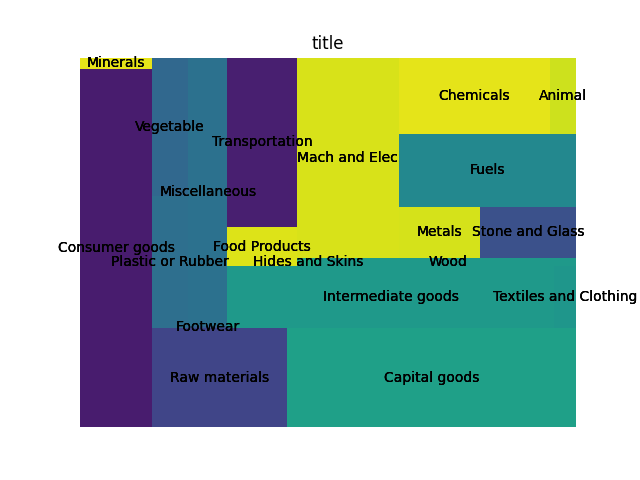 title
Minerals
Chemicals
Animal
Vegetable
Transportation
Mach and Elec
Fuels
Miscellaneous
Metals
Stone and Glass
Consumer goods
Food Products
Plastic or Rubber
Hides and Skins
Wood
Intermediate goods
Textiles and Clothing
Footwear
Raw materials
Capital goods